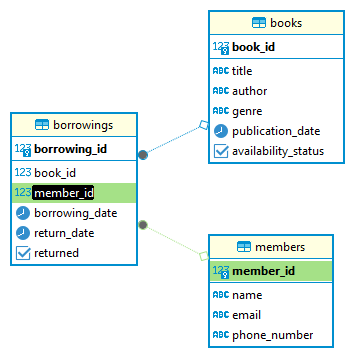 books
123 book_id
ABC title
ABC author
ABC genre
publication_date
availability_status
borrowings
123 borrowing_id
123 book_id
123 member_id
borrowing_date
return_date
returned
members
123 member_id
ABC name
ABC email
ABC phone_number